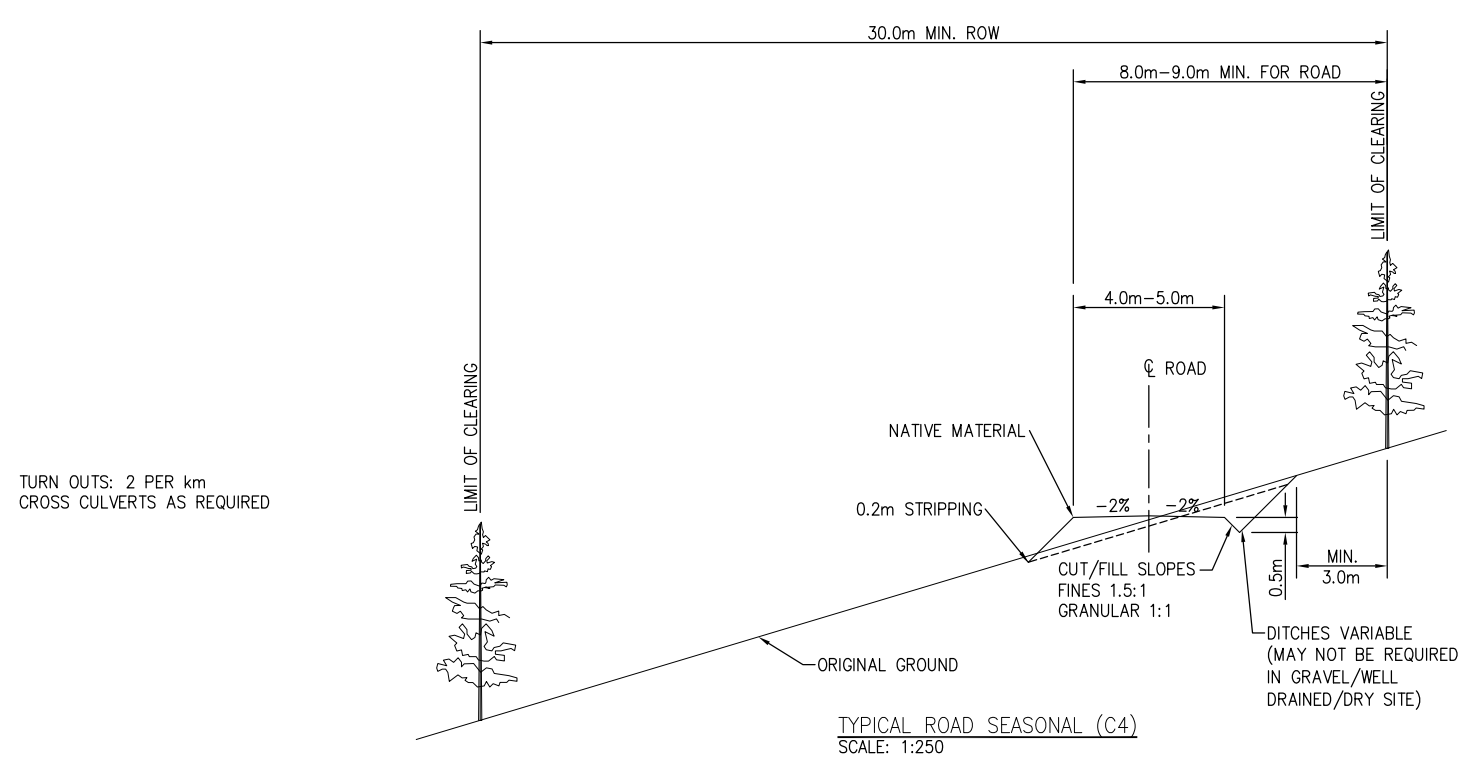 30.0m MIN. ROW
8.0m-9.0m MIN. FOR ROAD
LIMIT OF CLEARING
4.0m-5.0m
℄ ROAD
LIMIT OF CLEARING
NATIVE MATERIAL
TURN OUTS: 2 PER km
CROSS CULVERTS AS REQUIRED
0.2m STRIPPING
-2%
-2%
CUT/FILL SLOPES
FINES 1.5:1
GRANULAR 1:1
0.5m
MIN.
3.0m
DITCHES VARIABLE
(MAY NOT BE REQUIRED
IN GRAVEL/WELL
DRAINED/DRY SITE)
ORIGINAL GROUND
TYPICAL ROAD SEASONAL (C4)
SCALE: 1:250